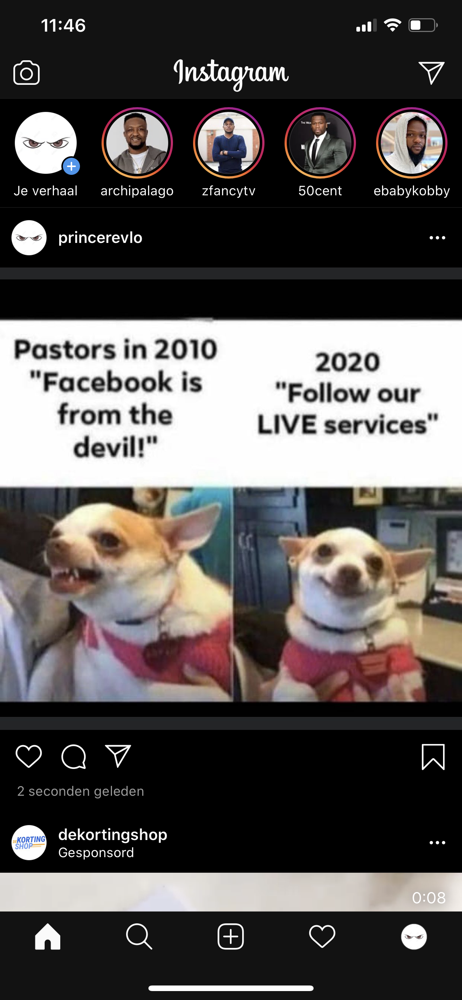 11:46
Instagram
Je verhaal
archipalago
zfancytv
50cent
ebabykobby
princerevlo
Pastors in 2010
"Facebook is
from the
devil!"
2020
"Follow our
LIVE services"
2 seconden geleden
DEKORTING
SHOP
dekortingshop
Gesponsord
0:08